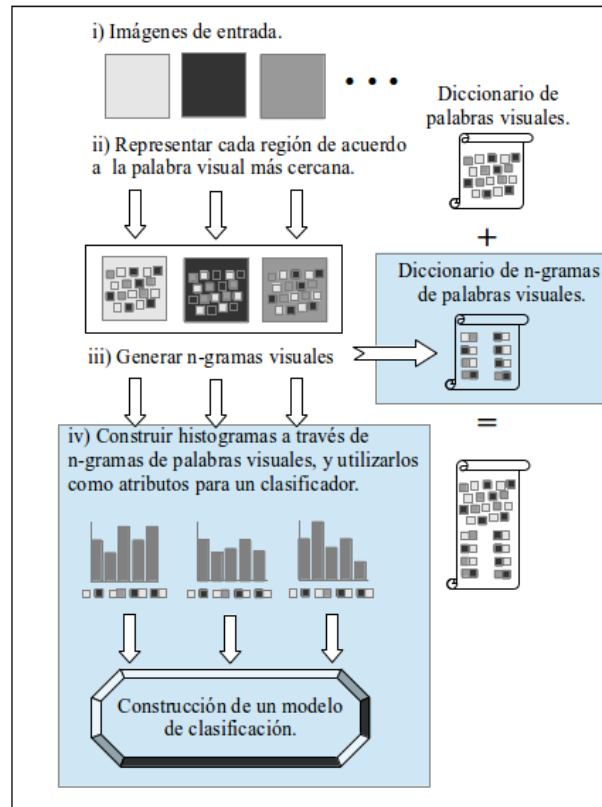 i) Imágenes de entrada.
Diccionario de
palabras visuales.
ii) Representar cada región de acuerdo
a la palabra visual más cercana.
+
Diccionario de n-gramas
de palabras visuales.
iii) Generar n-gramas visuales
=
iv) Construir histogramas a través de
n-gramas de palabras visuales, y utilizarlos
como atributos para un clasificador.
Construcción de un modelo
de clasificación.